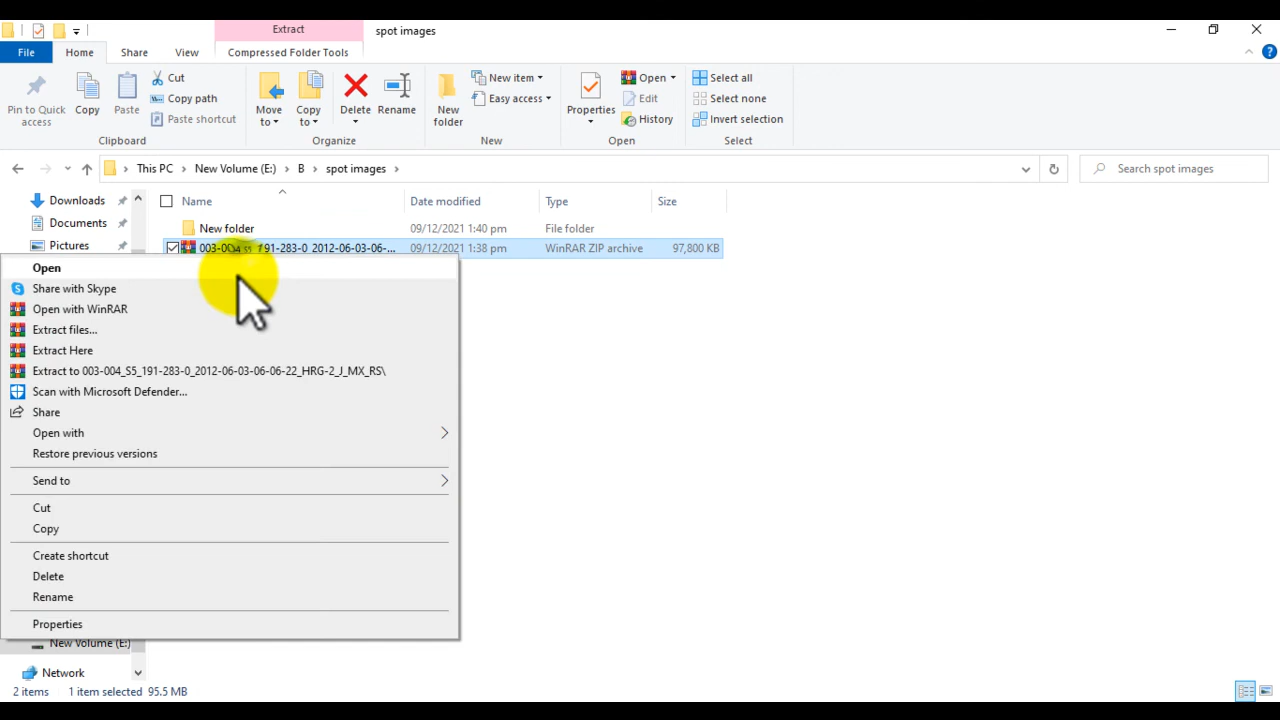 Extract
spot images
File
Home
Share
View
Compressed Folder Tools
Pin to Quick access
Copy
Paste
Cut
Copy path
Paste shortcut
Clipboard
Move to
Copy to
Delete
Rename
Organize
New folder
New item
Easy access
New
Properties
Open
Edit
History
Open
Select all
Select none
Invert selection
Select
This PC
New Volume (E:)
B
spot images
Search spot images
Downloads
Documents
Pictures
Name
Date modified
Type
Size
New folder
09/12/2021 1:40 pm
File folder
003-004_S5_191-283-0_2012-06-03-06-...
09/12/2021 1:38 pm
WinRAR ZIP archive
97,800 KB
Open
Share with Skype
Open with WinRAR
Extract files...
Extract Here
Extract to 003-004_S5_191-283-0_2012-06-03-06-06-22_HRG-2_J_MX_RS\
Scan with Microsoft Defender...
Share
Open with
Restore previous versions
Send to
Cut
Copy
Create shortcut
Delete
Rename
Properties
New Volume (E:)
Network
2 items
1 item selected 95.5 MB